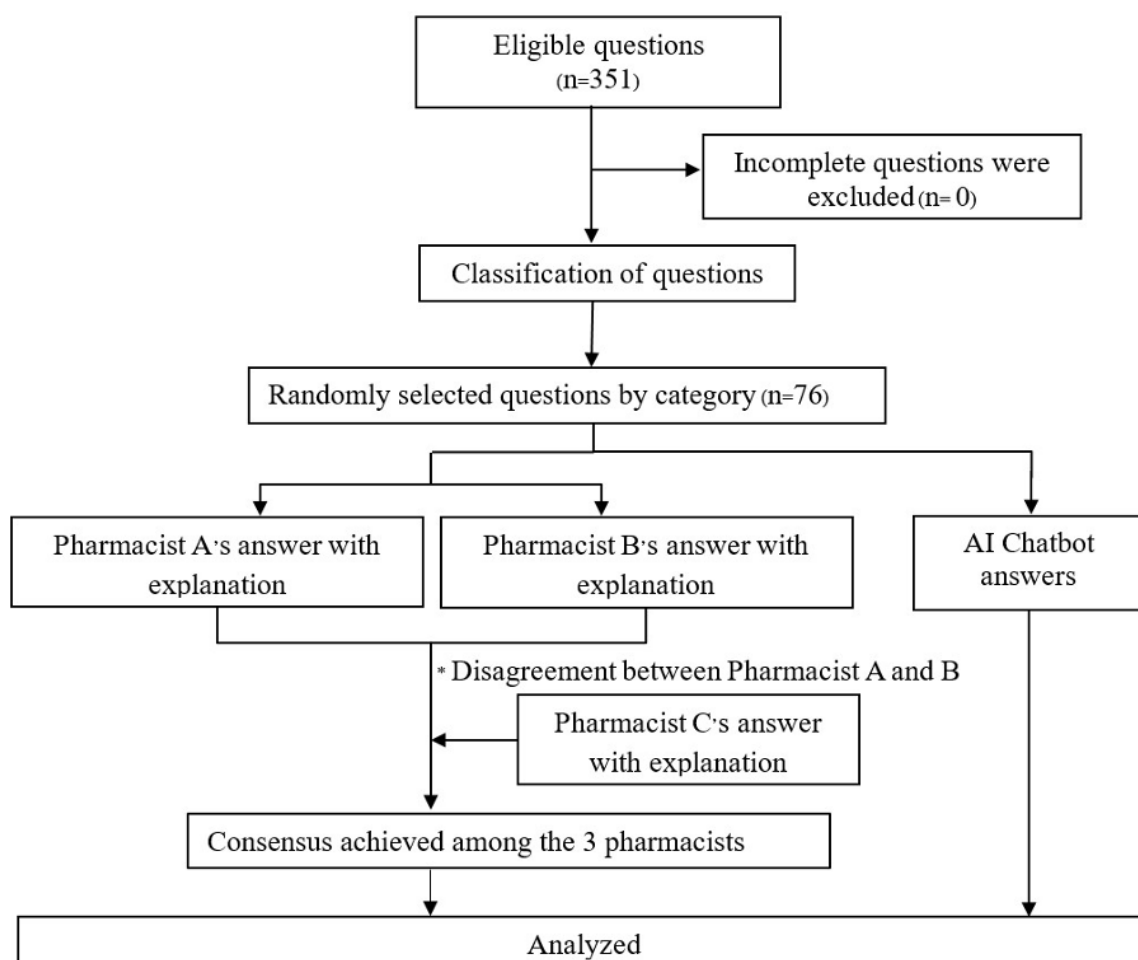 Eligible questions
(n=351)
Incomplete questions were
excluded (n= 0)
Classification of questions
Randomly selected questions by category (n=76)
Pharmacist A's answer with
explanation
Pharmacist B's answer with
explanation
AI Chatbot
answers
* Disagreement between Pharmacist A and B
Pharmacist C's answer
with explanation
Consensus achieved among the 3 pharmacists
Analyzed